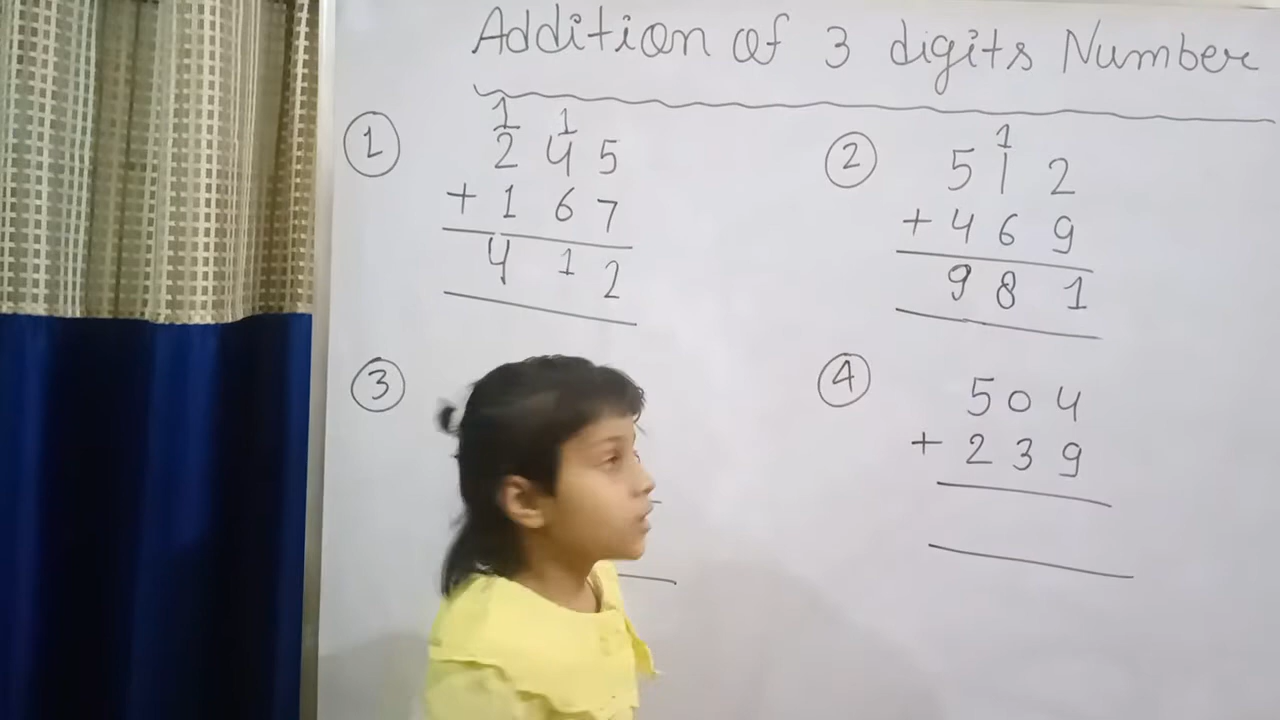 Addition of 3 digits Number
1
1 1
2 4 5
+ 1 6 7
4 1 2
2
1
5 1 2
+ 4 6 9
9 8 1
3
4
5 0 4
+ 2 3 9